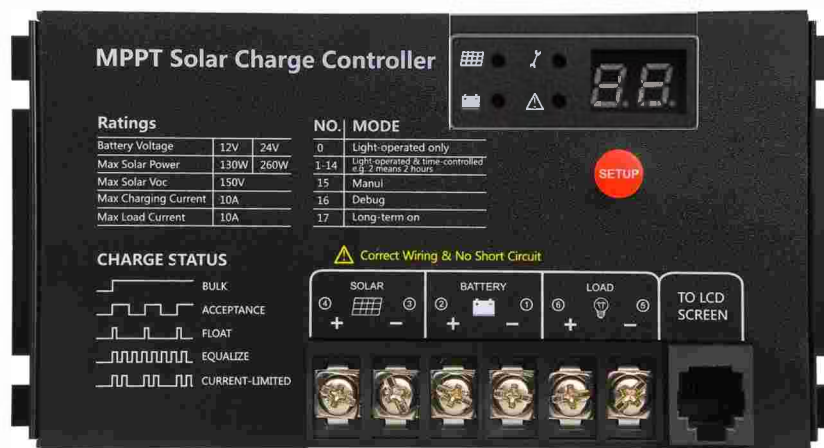 MPPT Solar Charge Controller
88
Ratings
Battery Voltage 12V 24V
Max Solar Power 130W 260W
Max Solar Voc 150V
Max Charging Current 10A
Max Load Current 10A
NO. MODE
0 Light-operated only
1-14 Light-operated & time-controlled
e.g. 2 means 2 hours
15 Manui
16 Debug
17 Long-term on
SETUP
CHARGE STATUS
BULK
ACCEPTANCE
FLOAT
EQUALIZE
CURRENT-LIMITED
Correct Wiring & No Short Circuit
SOLAR
④ ③
+ −
BATTERY
② ①
+ −
LOAD
⑥ ⑤
+ −
TO LCD
SCREEN